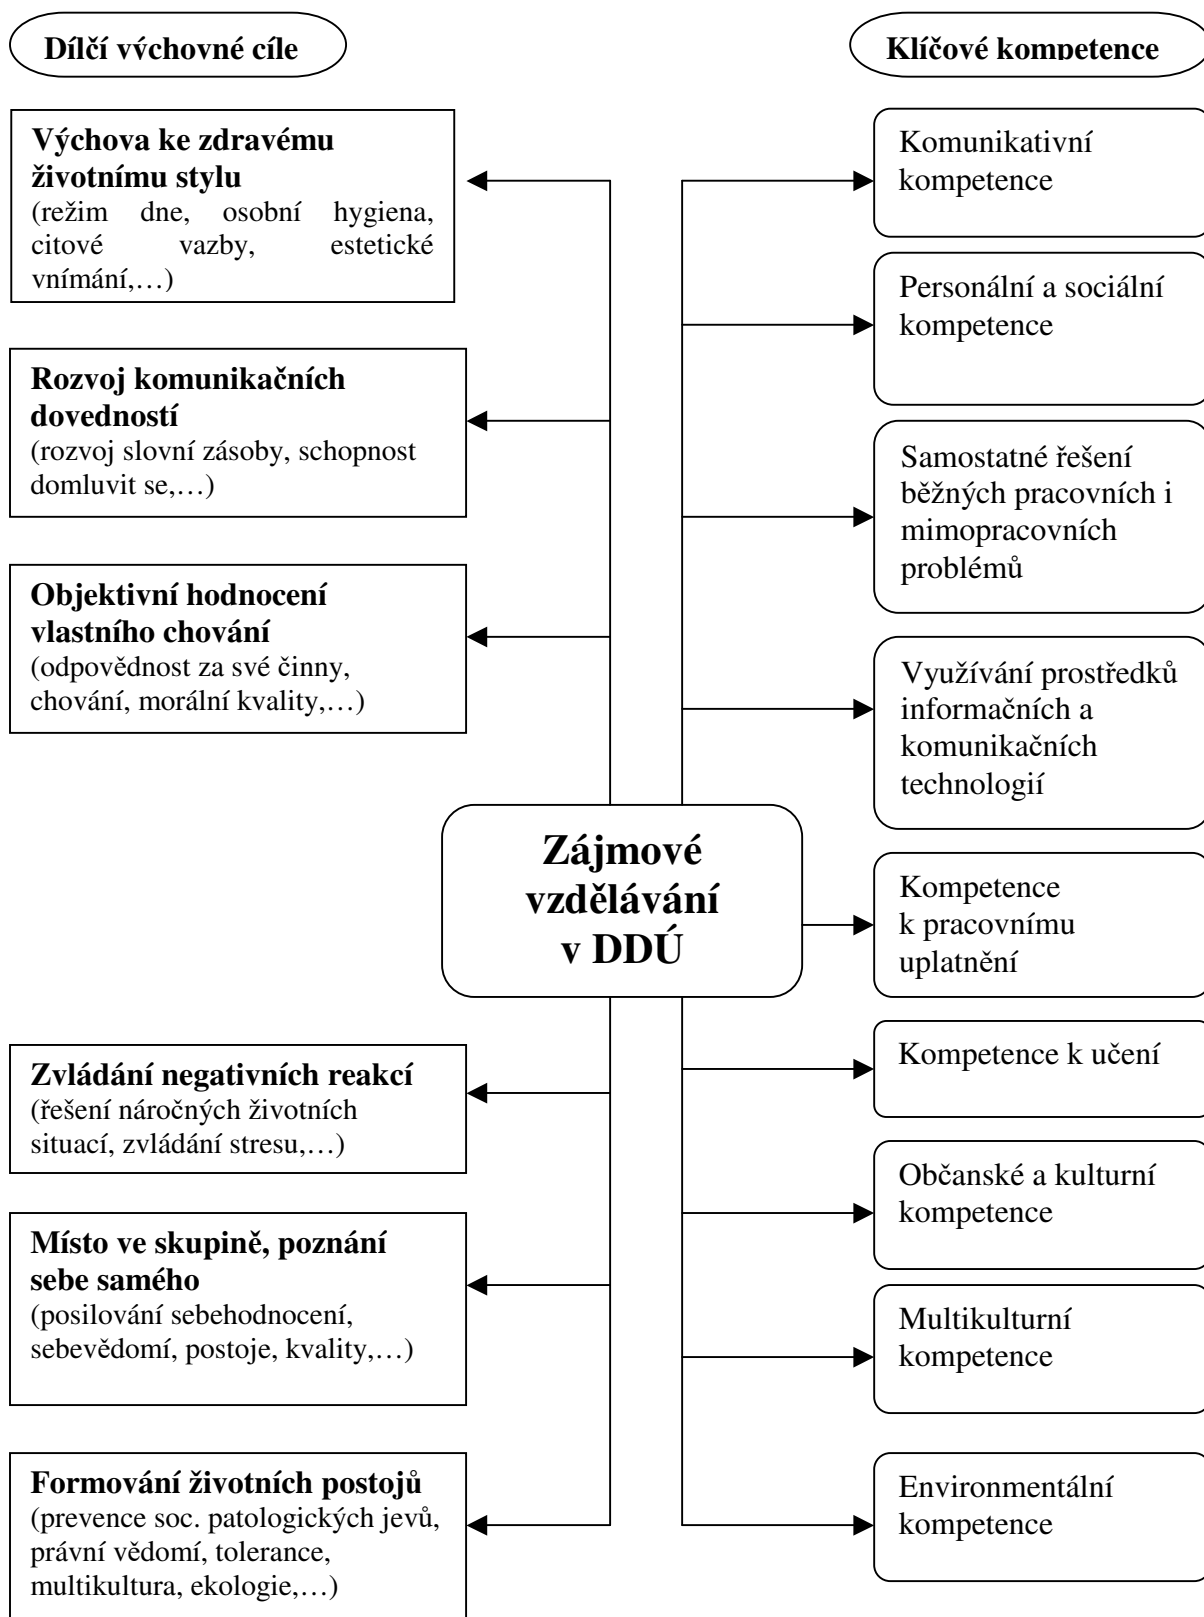 Dílčí výchovné cíle
Výchova ke zdravému
životnímu stylu
(režim dne, osobní hygiena,
citové vazby, estetické
vnímání,…)
Rozvoj komunikačních
dovedností
(rozvoj slovní zásoby, schopnost
domluvit se,…)
Objektivní hodnocení
vlastního chování
(odpovědnost za své činny,
chování, morální kvality,…)
Zájmové
vzdělávání
v DDÚ
Zvládání negativních reakcí
(řešení náročných životních
situací, zvládání stresu,…)
Místo ve skupině, poznání
sebe samého
(posilování sebehodnocení,
sebevědomí, postoje, kvality,…)
Formování životních postojů
(prevence soc. patologických jevů,
právní vědomí, tolerance,
multikultura, ekologie,…)
Klíčové kompetence
Komunikativní
kompetence
Personální a sociální
kompetence
Samostatné řešení
běžných pracovních i
mimopracovních
problémů
Využívání prostředků
informačních a
komunikačních
technologií
Kompetence
k pracovnímu
uplatnění
Kompetence k učení
Občanské a kulturní
kompetence
Multikulturní
kompetence
Environmentální
kompetence